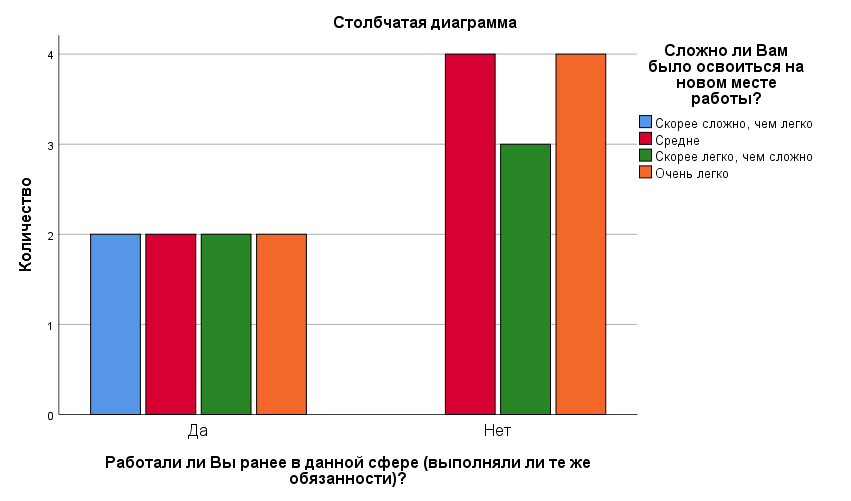 Столбчатая диаграмма
Количество
4
3
2
1
0
Да
Нет
Работали ли Вы ранее в данной сфере (выполняли ли те же
обязанности)?
Сложно ли Вам
было освоиться на
новом месте
работы?
Скорее сложно, чем легко
Средне
Скорее легко, чем сложно
Очень легко